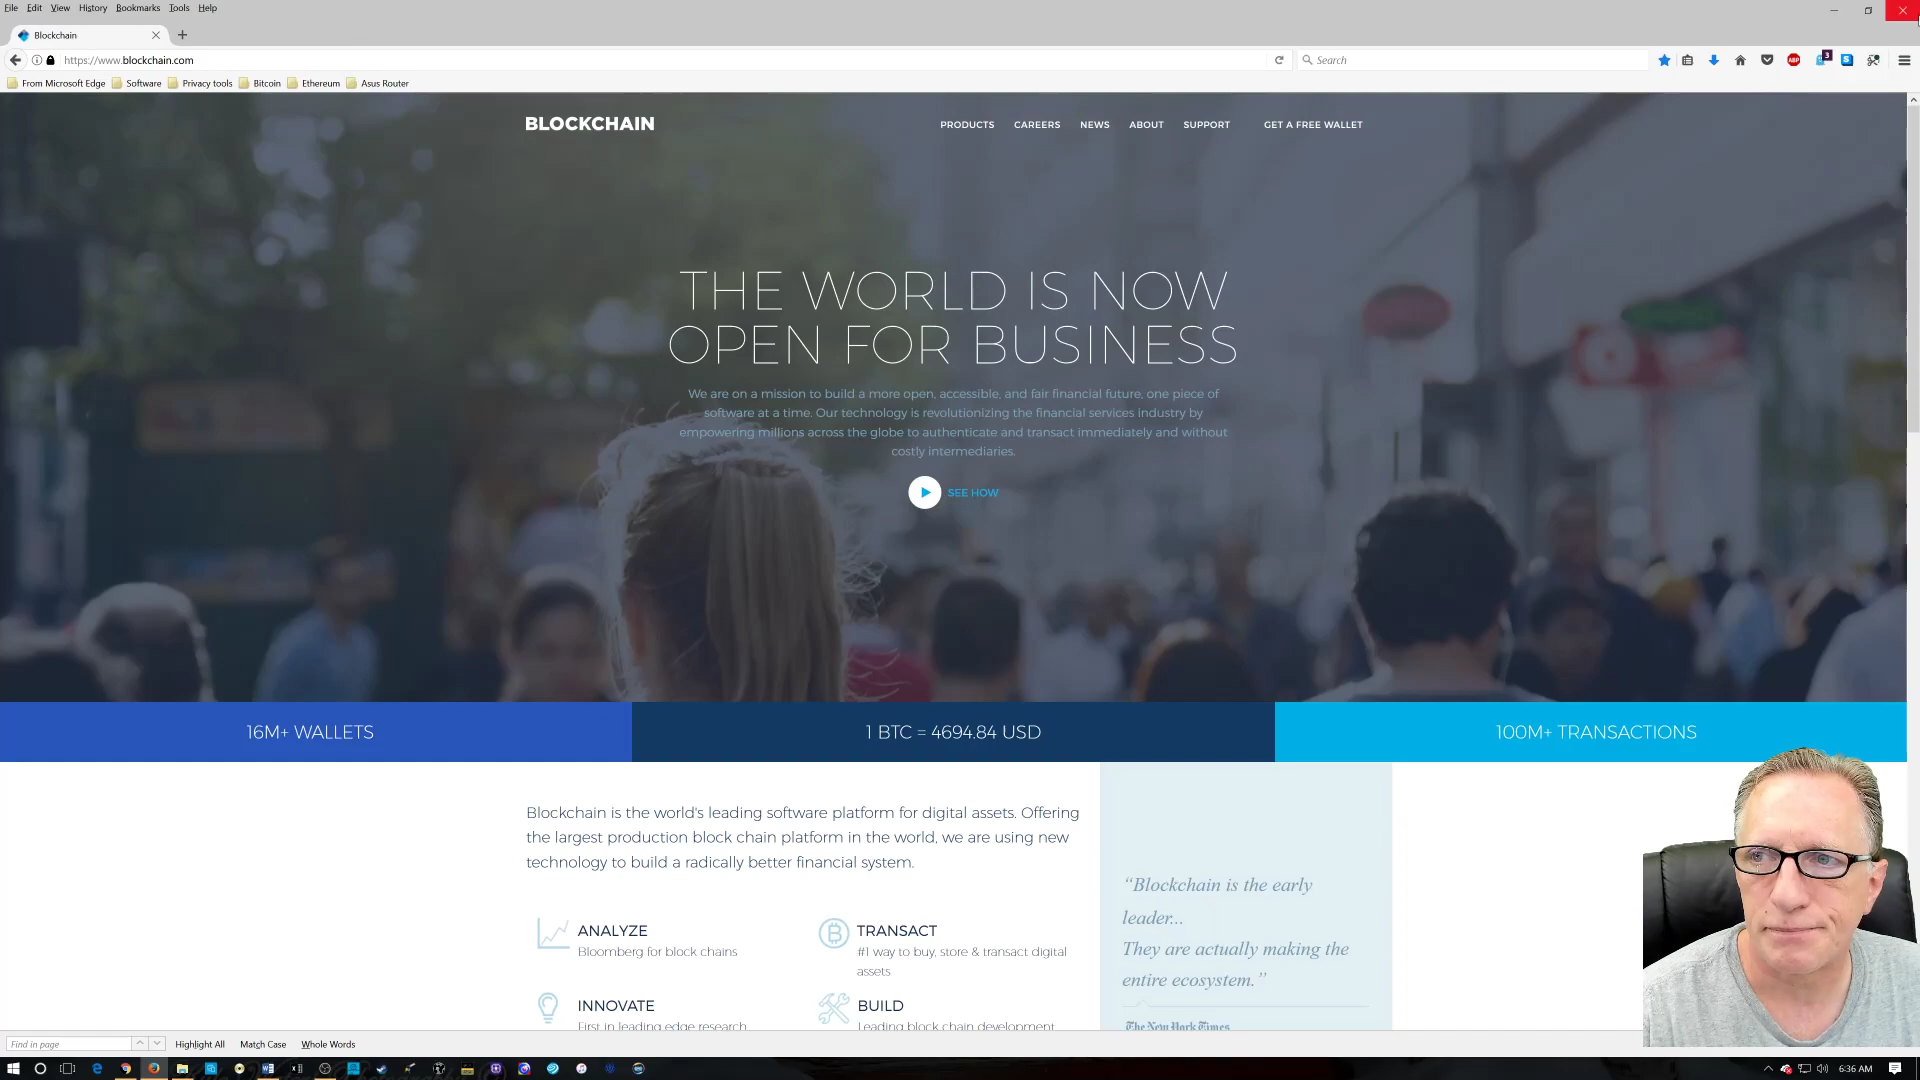 File Edit View History Bookmarks Tools Help
Blockchain
https://www.blockchain.com
Search
3
ABP
S
From Microsoft Edge Software Privacy tools Bitcoin Ethereum Asus Router
BLOCKCHAIN
PRODUCTS CAREERS NEWS ABOUT SUPPORT GET A FREE WALLET
THE WORLD IS NOW
OPEN FOR BUSINESS
We are on a mission to build a more open, accessible, and fair financial future, one piece of
software at a time. Our technology is revolutionizing the financial services industry by
empowering millions across the globe to authenticate and transact immediately and without
costly intermediaries.
SEE HOW
16M+ WALLETS
1 BTC = 4694.84 USD
100M+ TRANSACTIONS
Blockchain is the world's leading software platform for digital assets. Offering
the largest production block chain platform in the world, we are using new
technology to build a radically better financial system.
ANALYZE
Bloomberg for block chains
TRANSACT
#1 way to buy, store & transact digital
assets
INNOVATE
First in leading edge research
BUILD
Leading block chain development
“Blockchain is the early
leader...
They are actually making the
entire ecosystem.”
The New York Times
Find in page Highlight All Match Case Whole Words
6:36 AM